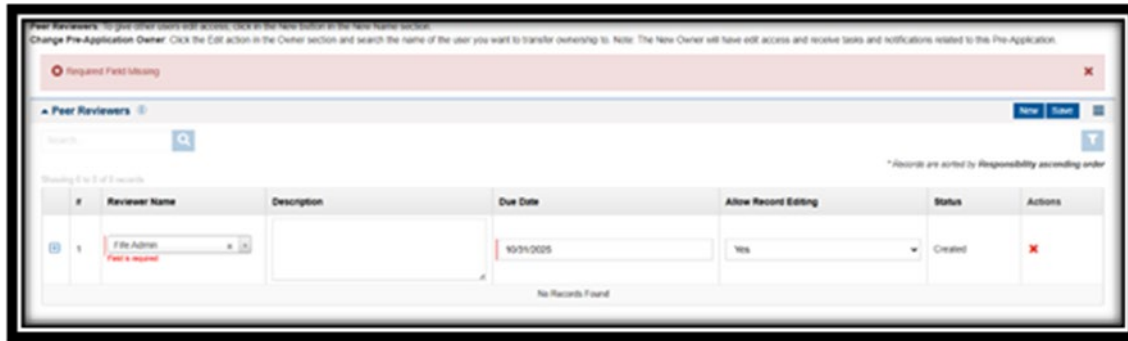 Peer Reviewers: To give other users edit access, click in the New button in the New Name section.
Change Pre-Application Owner: Click the Edit action in the Owner section and search the name of the user you want to transfer ownership to. Note: The New Owner will have edit access and receive tasks and notifications related to this Pre-Application.
Required Field Missing
Peer Reviewers
New Save
Search...
* Records are sorted by Responsibility ascending order
Showing 0 to 0 of 0 records
# Reviewer Name Description Due Date Allow Record Editing Status Actions
1 Admin 10/31/2025 Yes Created
Field is required
No Records Found